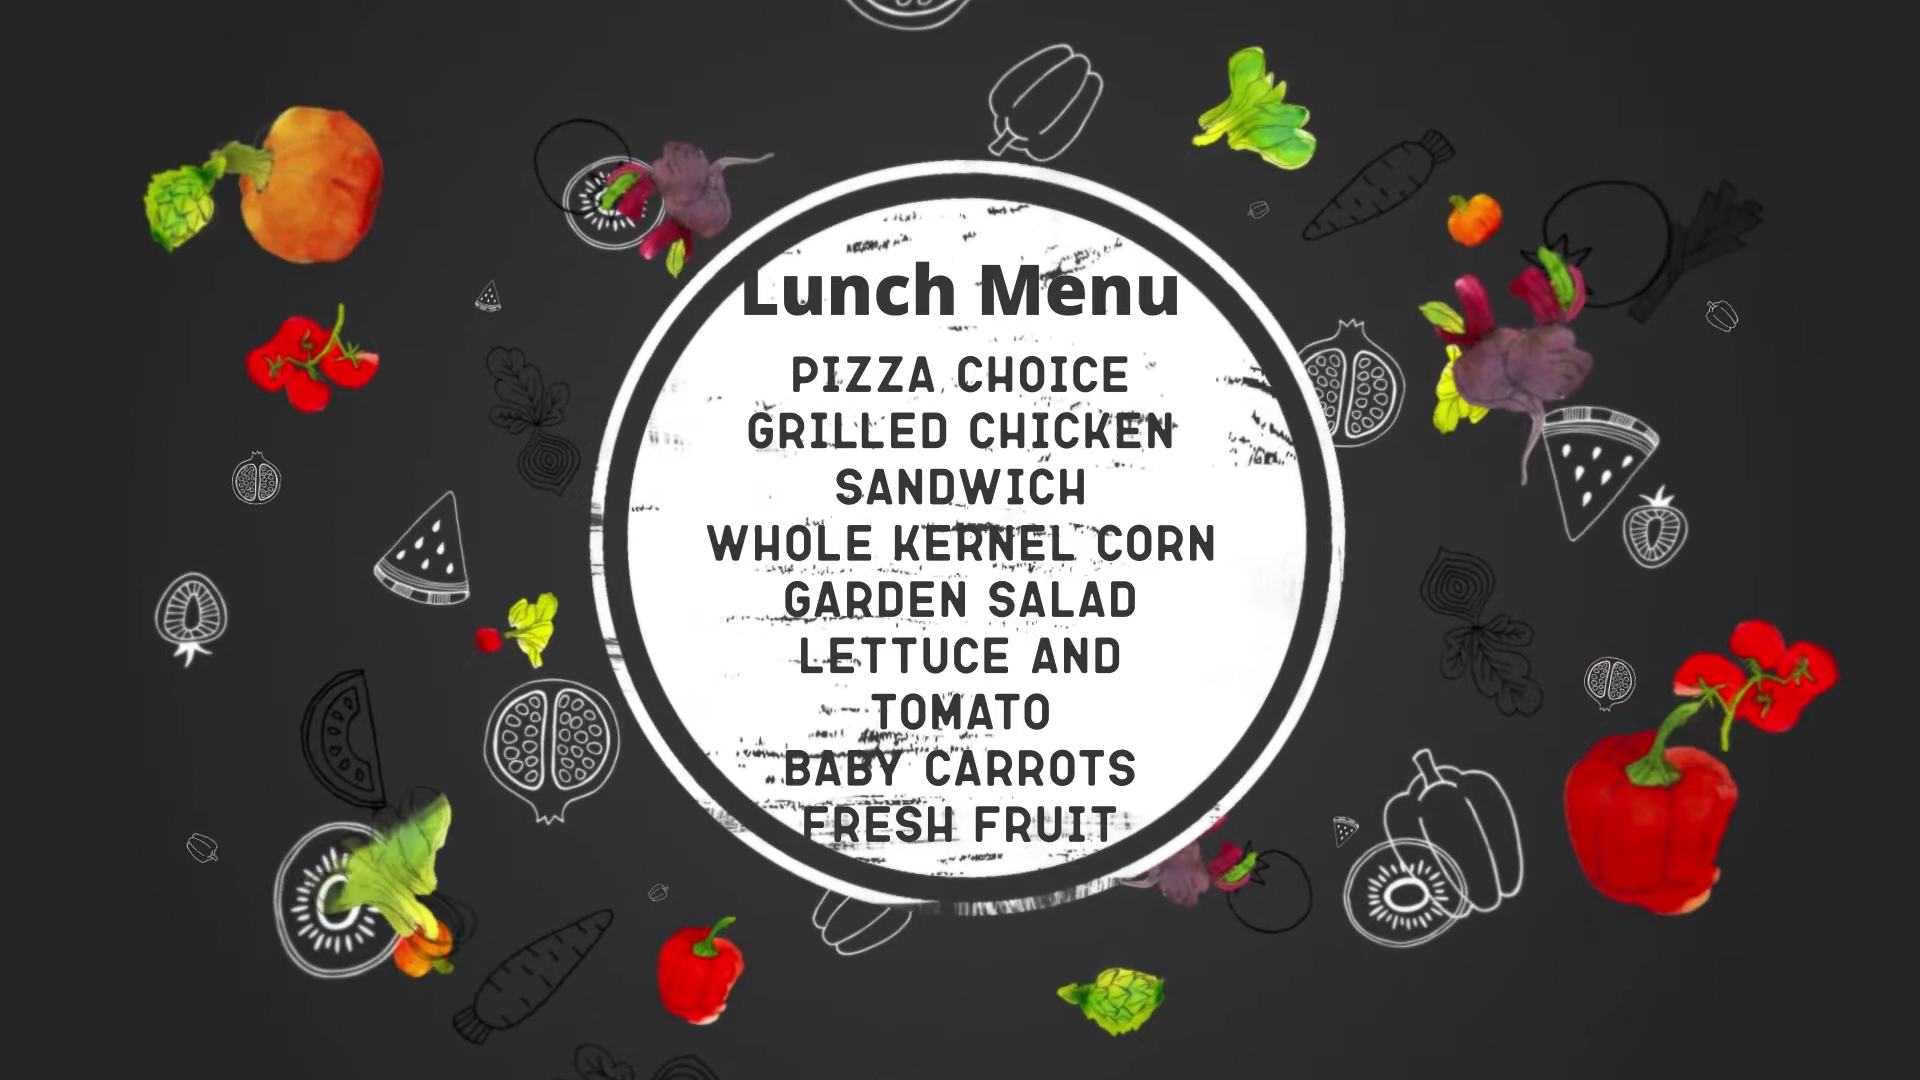 Lunch Menu
PIZZA CHOICE
GRILLED CHICKEN
SANDWICH
WHOLE KERNEL CORN
GARDEN SALAD
LETTUCE AND
TOMATO
BABY CARROTS
FRESH FRUIT